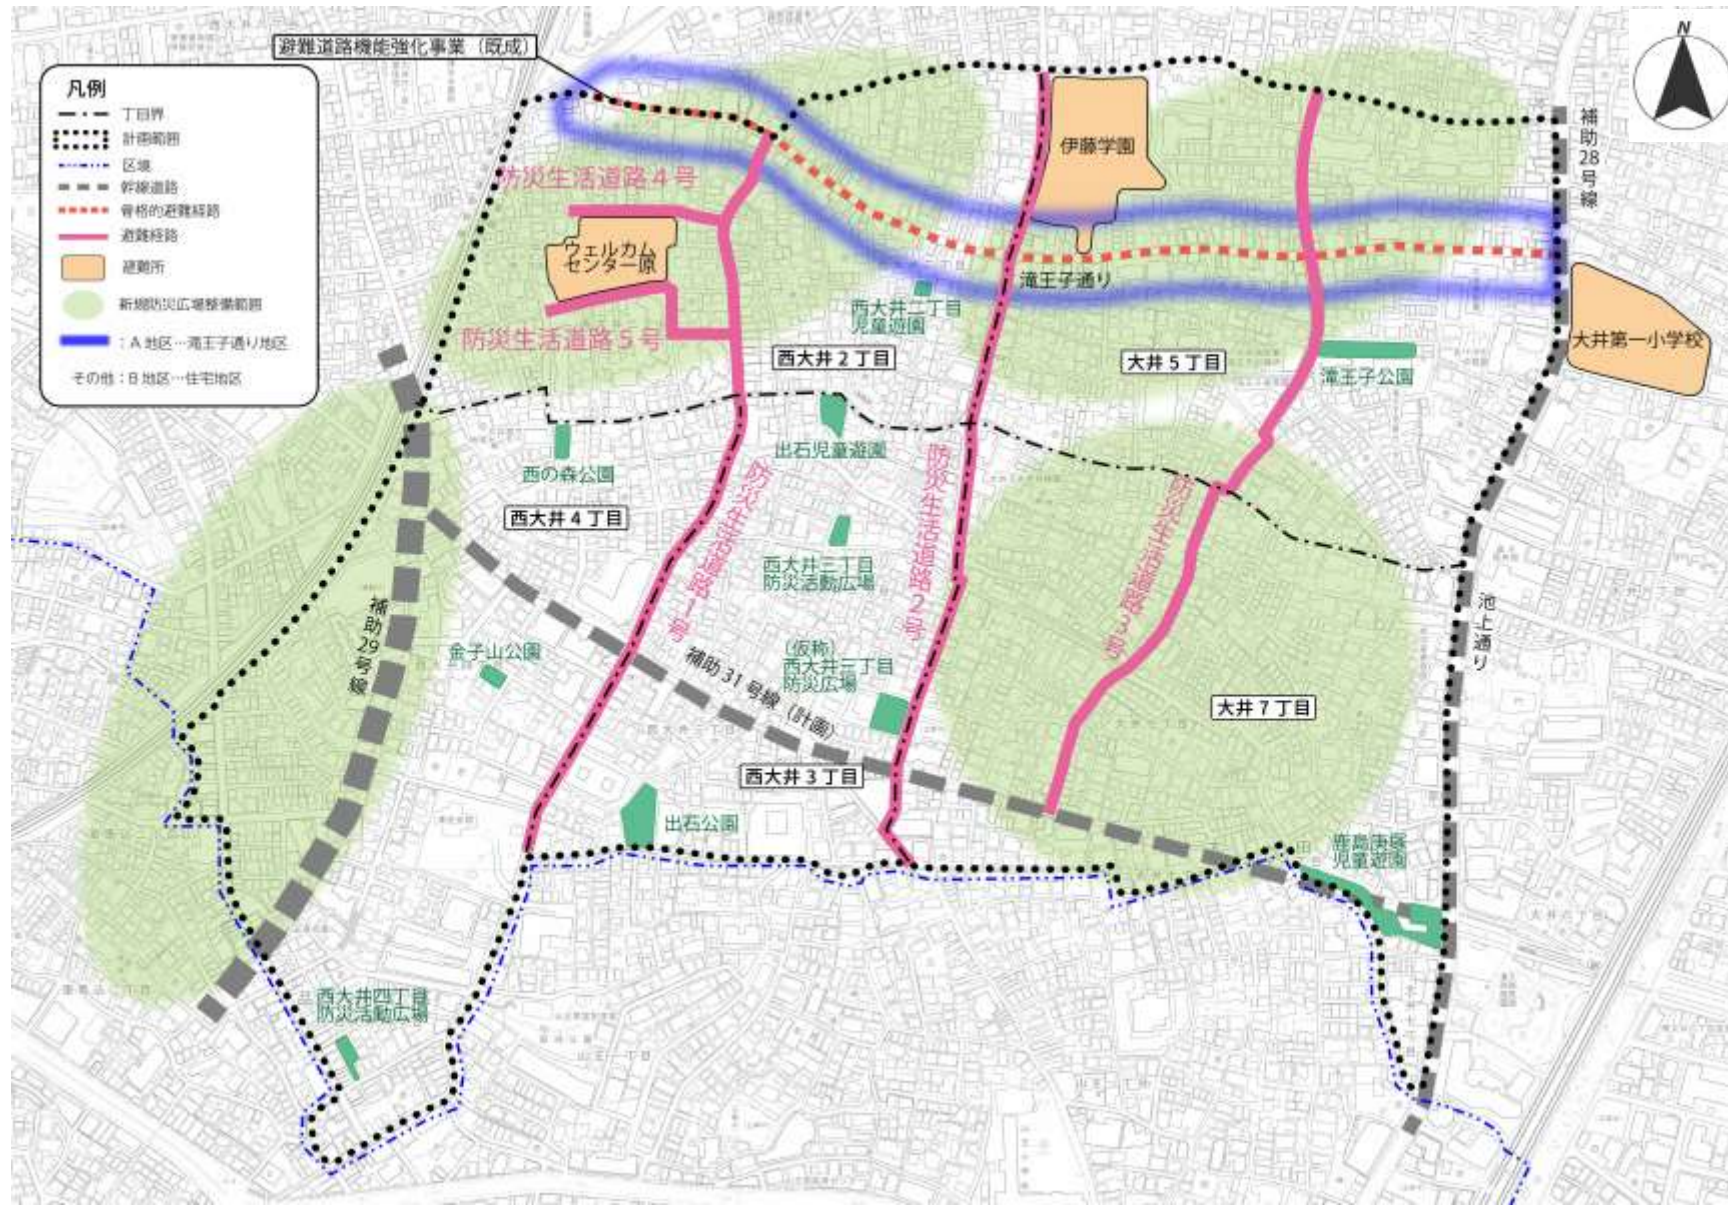 避難道路機能強化事業（既成）
N
凡例
丁目界
計画範囲
区境
幹線道路
骨格的避難経路
避難経路
避難所
新規防災広場整備範囲
：A 地区…滝王子通り地区
その他：B 地区…住宅地区
補助28号線
伊藤学園
防災生活道路４号
ウェルカム
センター原
滝王子通り
西大井二丁目
児童遊園
防災生活道路５号
西大井２丁目
大井５丁目
大井第一小学校
滝王子公園
出石児童遊園
西の森公園
西大井４丁目
防災生活道路１号
防災生活道路２号
防災生活道路３号
西大井三丁目
防災活動広場
補助29号線
池上通り
金子山公園
（仮称）
西大井三丁目
防災広場
補助 31 号線（計画）
大井７丁目
西大井３丁目
出石公園
鹿島庚塚
児童遊園
西大井四丁目
防災活動広場